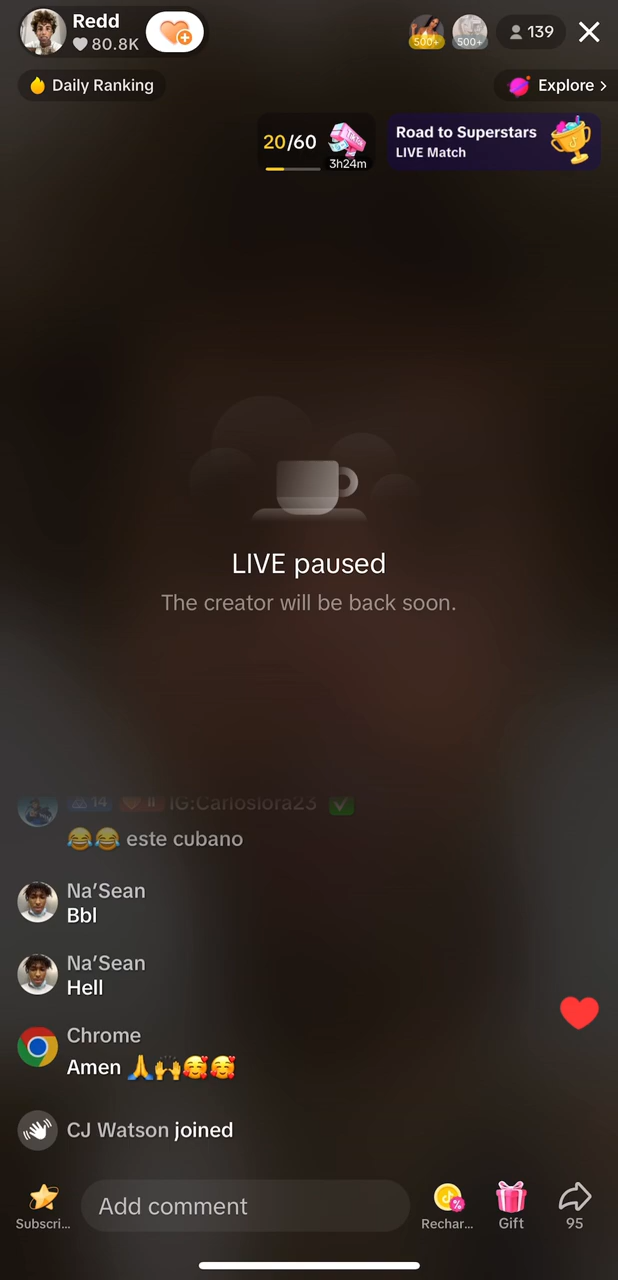 Redd
80.8K
500+
500+
139
Daily Ranking
Explore >
20/60
TikTok
3h24m
Road to Superstars
LIVE Match
LIVE paused
The creator will be back soon.
14
II
IG:Carloslora23 ✅
😂😂 este cubano
Na'Sean
Bbl
Na'Sean
Hell
Chrome
Amen 🙏🙌🥰🥰
CJ Watson joined
Add comment
Subscri...
Rechar...
Gift
95